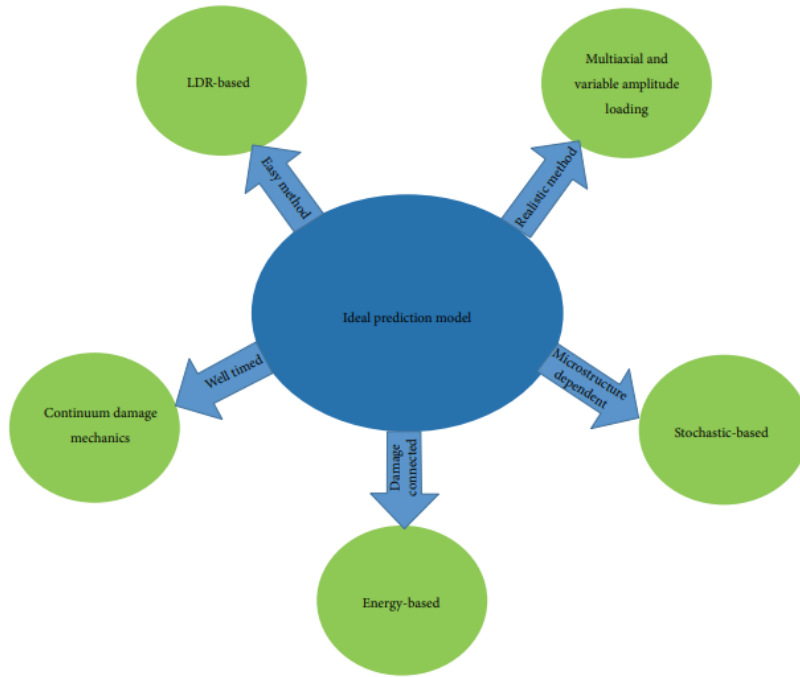 LDR-based
Multiaxial and
variable amplitude
loading
Easy method
Realistic method
Ideal prediction model
Well timed
Microstructure
dependent
Continuum damage
mechanics
Damage
connected
Stochastic-based
Energy-based